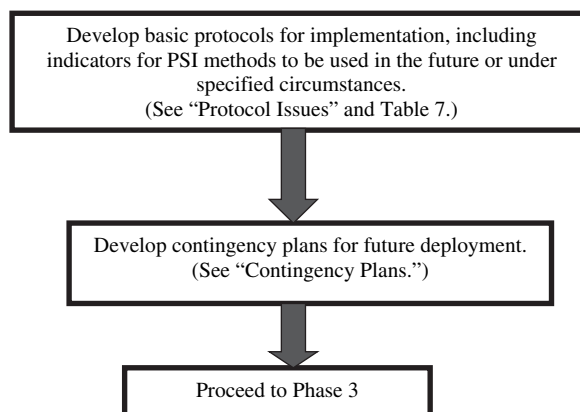 Develop basic protocols for implementation, including
indicators for PSI methods to be used in the future or under
specified circumstances.
(See “Protocol Issues” and Table 7.)
Develop contingency plans for future deployment.
(See “Contingency Plans.”)
Proceed to Phase 3